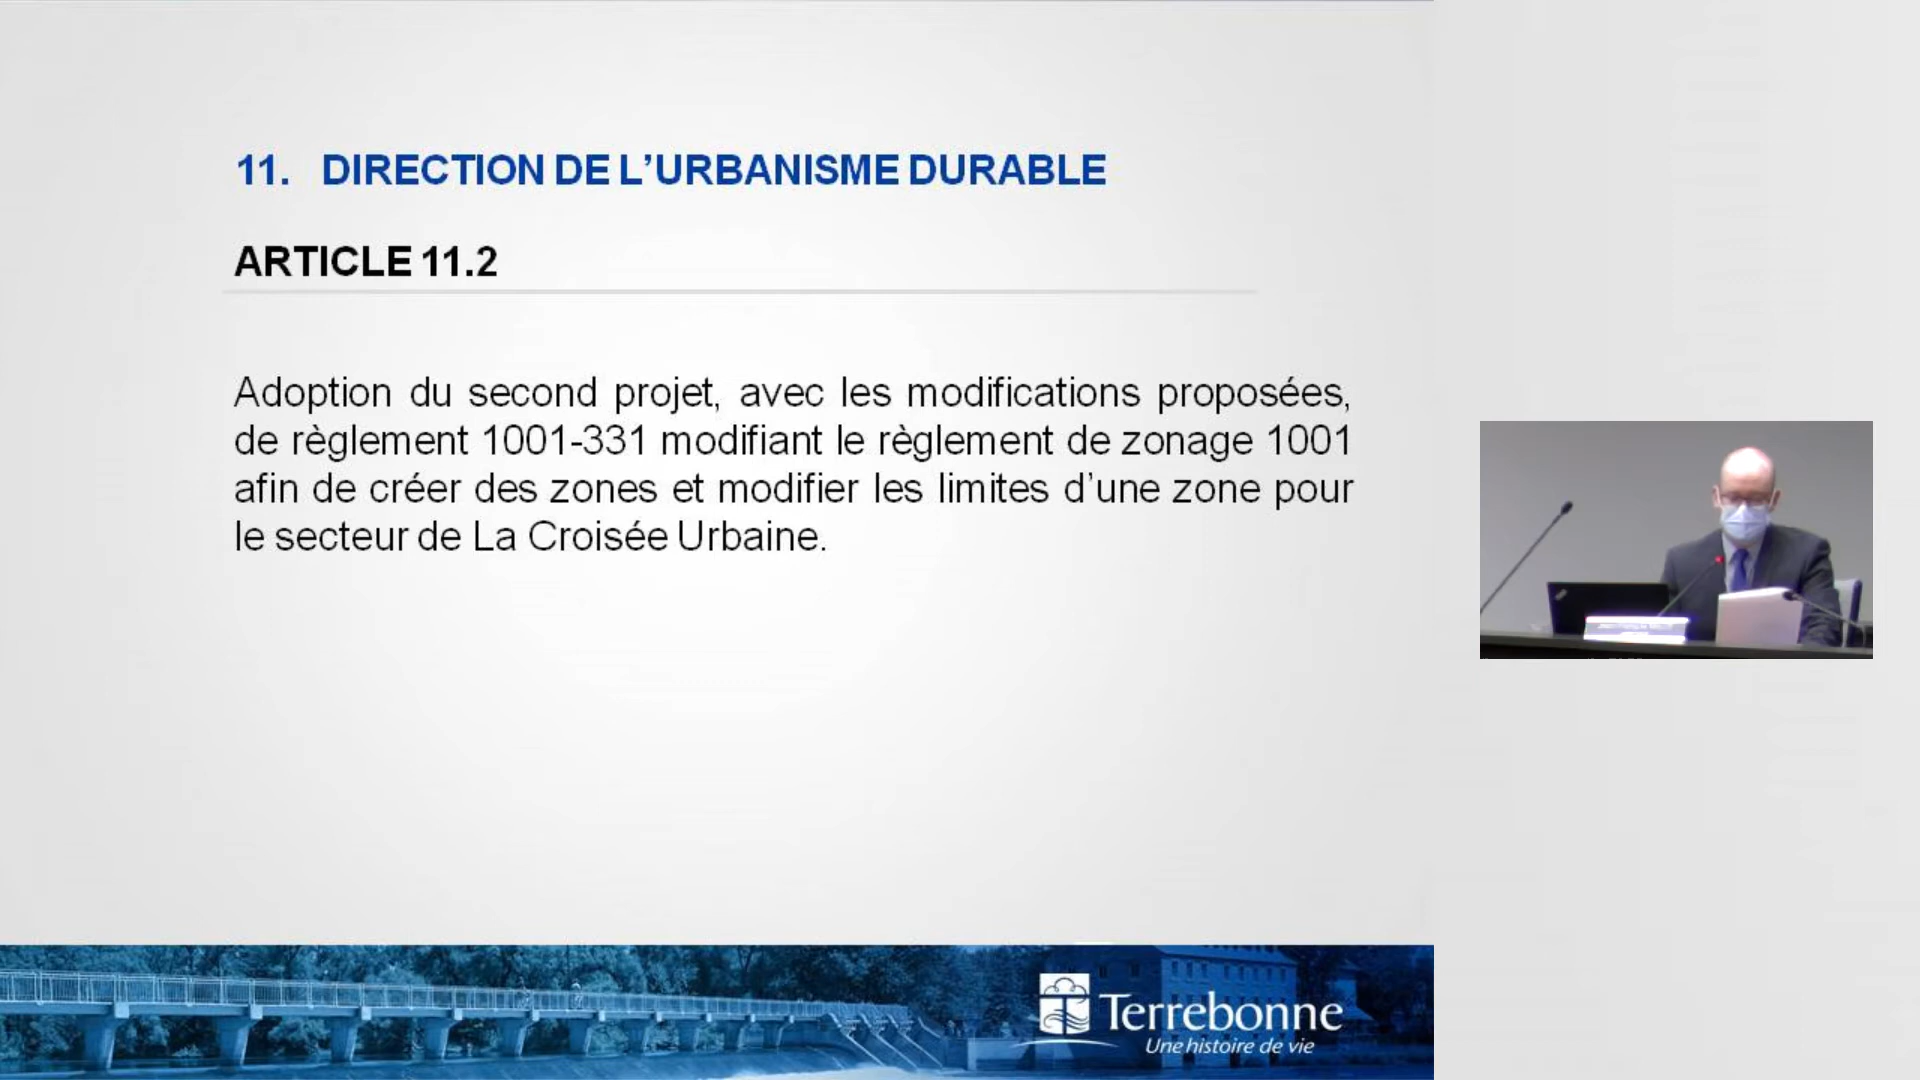 11. DIRECTION DE L’URBANISME DURABLE
ARTICLE 11.2
Adoption du second projet, avec les modifications proposées,
de règlement 1001-331 modifiant le règlement de zonage 1001
afin de créer des zones et modifier les limites d’une zone pour
le secteur de La Croisée Urbaine.
Terrebonne
Une histoire de vie